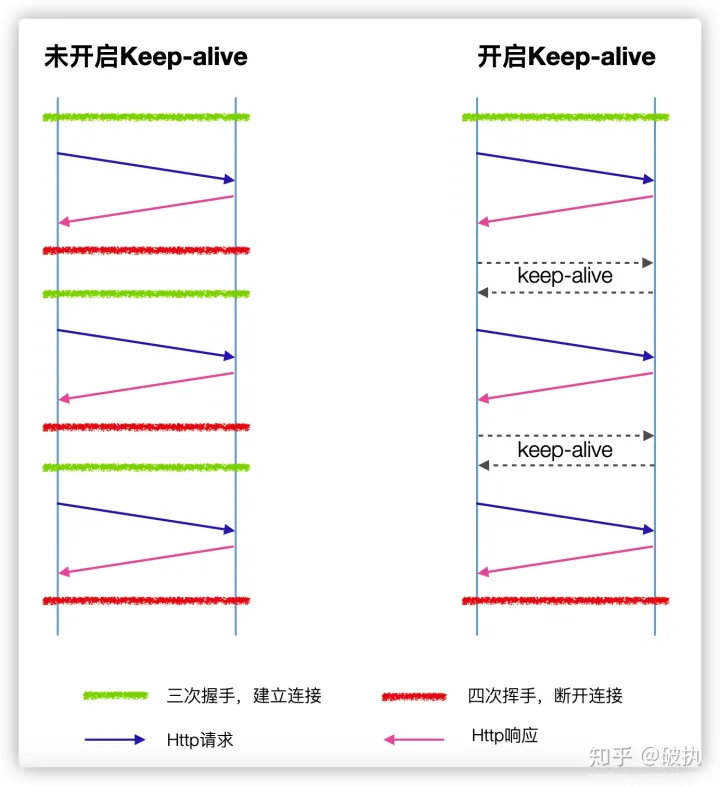 未开启Keep-alive
开启Keep-alive
keep-alive
keep-alive
三次握手，建立连接
四次挥手，断开连接
Http请求
Http响应
知乎 @破执